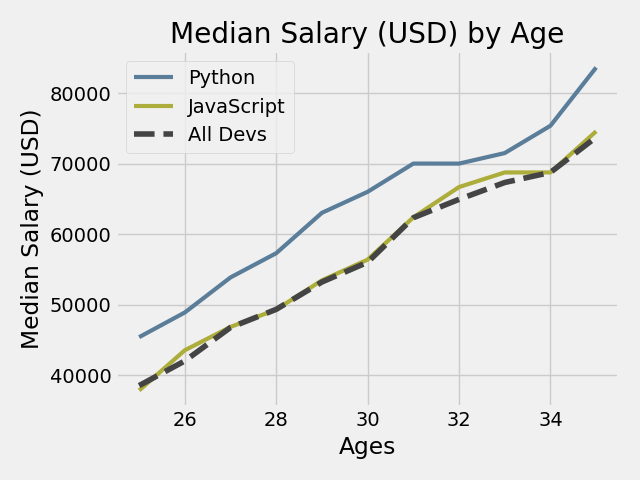 Median Salary (USD) by Age
Python
JavaScript
All Devs
Median Salary (USD)
80000
70000
60000
50000
40000
26 28 30 32 34
Ages